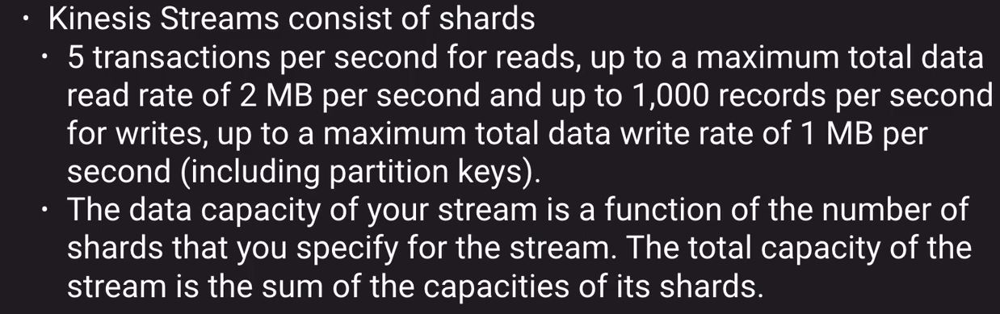 • Kinesis Streams consist of shards
• 5 transactions per second for reads, up to a maximum total data
read rate of 2 MB per second and up to 1,000 records per second
for writes, up to a maximum total data write rate of 1 MB per
second (including partition keys).
• The data capacity of your stream is a function of the number of
shards that you specify for the stream. The total capacity of the
stream is the sum of the capacities of its shards.